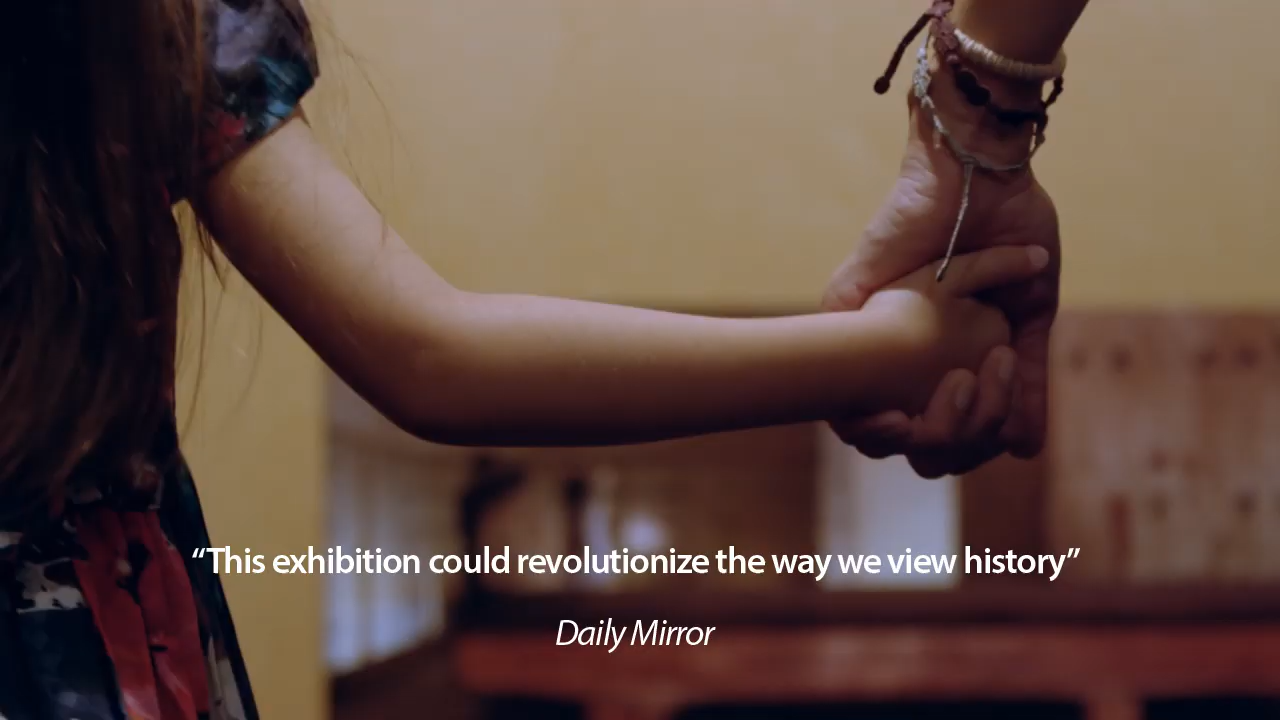 “This exhibition could revolutionize the way we view history”
Daily Mirror